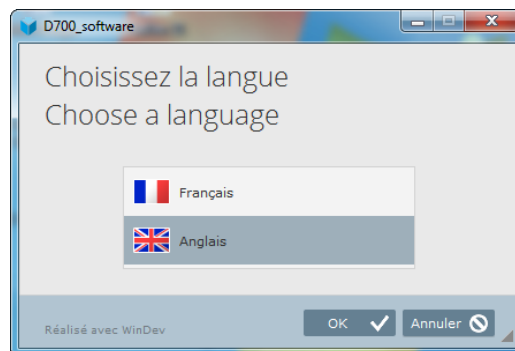 D700_software
Choisissez la langue
Choose a language
Français
Anglais
Réalisé avec WinDev
OK
Annuler